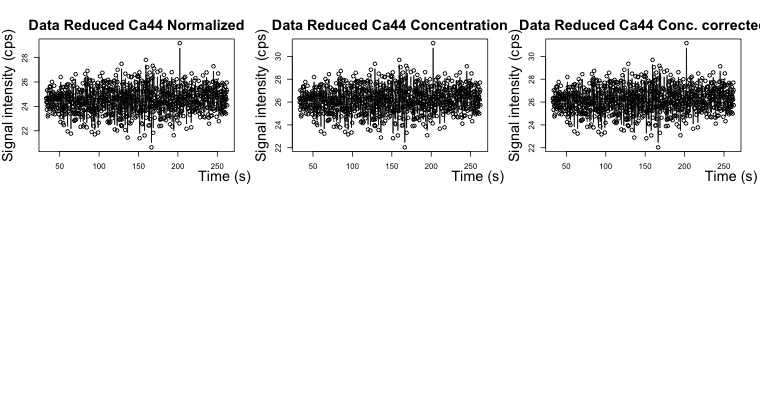 Data Reduced Ca44 Normalized
Signal intensity (cps)
22 24 26 28
50 100 150 200 250
Time (s)
Data Reduced Ca44 Concentration
Signal intensity (cps)
22 24 26 28 30
50 100 150 200 250
Time (s)
Data Reduced Ca44 Conc. correcte
Signal intensity (cps)
22 24 26 28 30
50 100 150 200 250
Time (s)